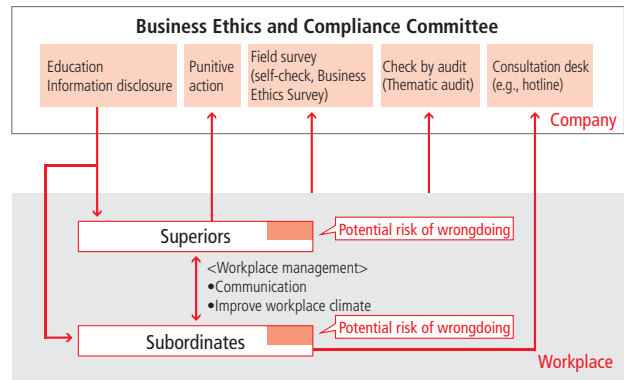 Business Ethics and Compliance Committee
Education
Information disclosure
Punitive
action
Field survey
(self-check, Business
Ethics Survey)
Check by audit
(Thematic audit)
Consultation desk
(e.g., hotline)
Company
Superiors
Potential risk of wrongdoing
<Workplace management>
•Communication
•Improve workplace climate
Subordinates
Potential risk of wrongdoing
Workplace